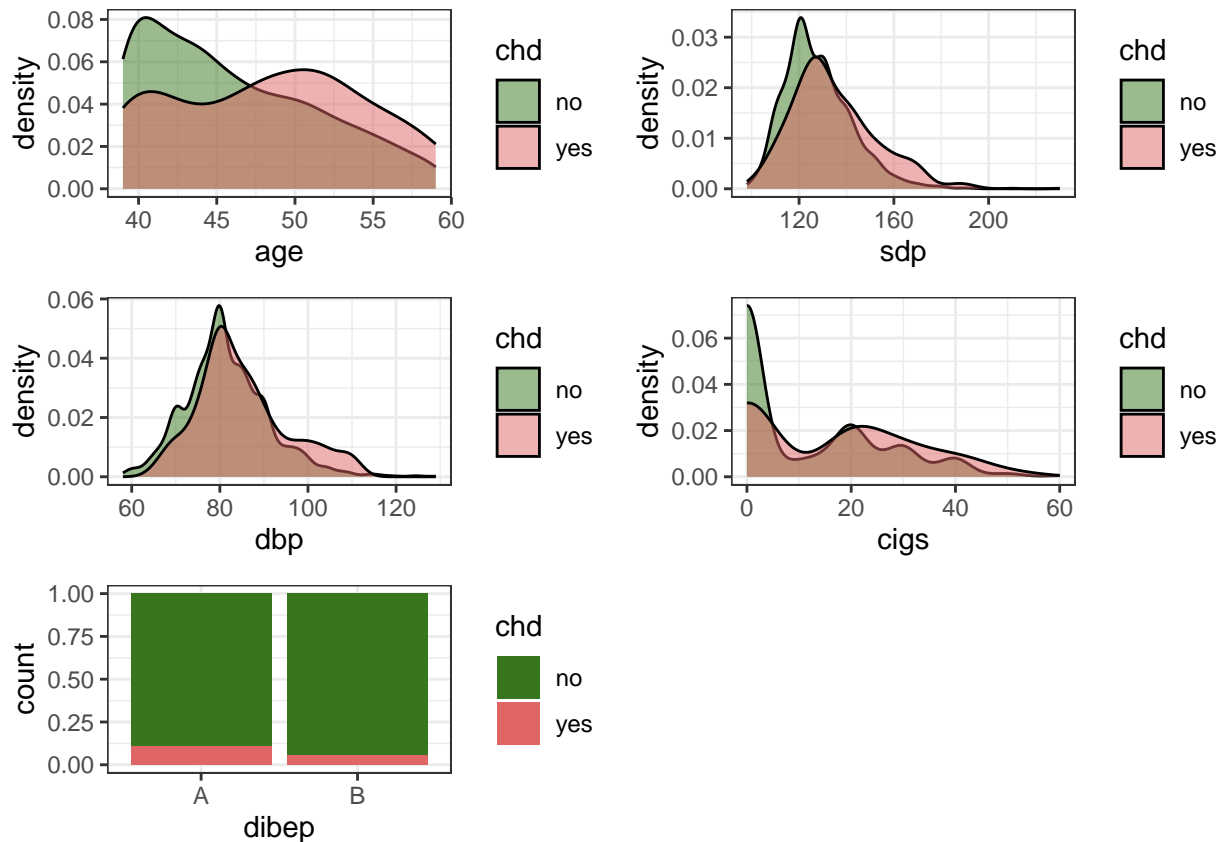 density
0.08
0.06
0.04
0.02
0.00
40 45 50 55 60
age
chd
no
yes
density
0.03
0.02
0.01
0.00
120 160 200
sdp
chd
no
yes
density
0.06
0.04
0.02
0.00
60 80 100 120
dbp
chd
no
yes
density
0.06
0.04
0.02
0.00
0 20 40 60
cigs
chd
no
yes
count
1.00
0.75
0.50
0.25
0.00
A B
dibep
chd
no
yes